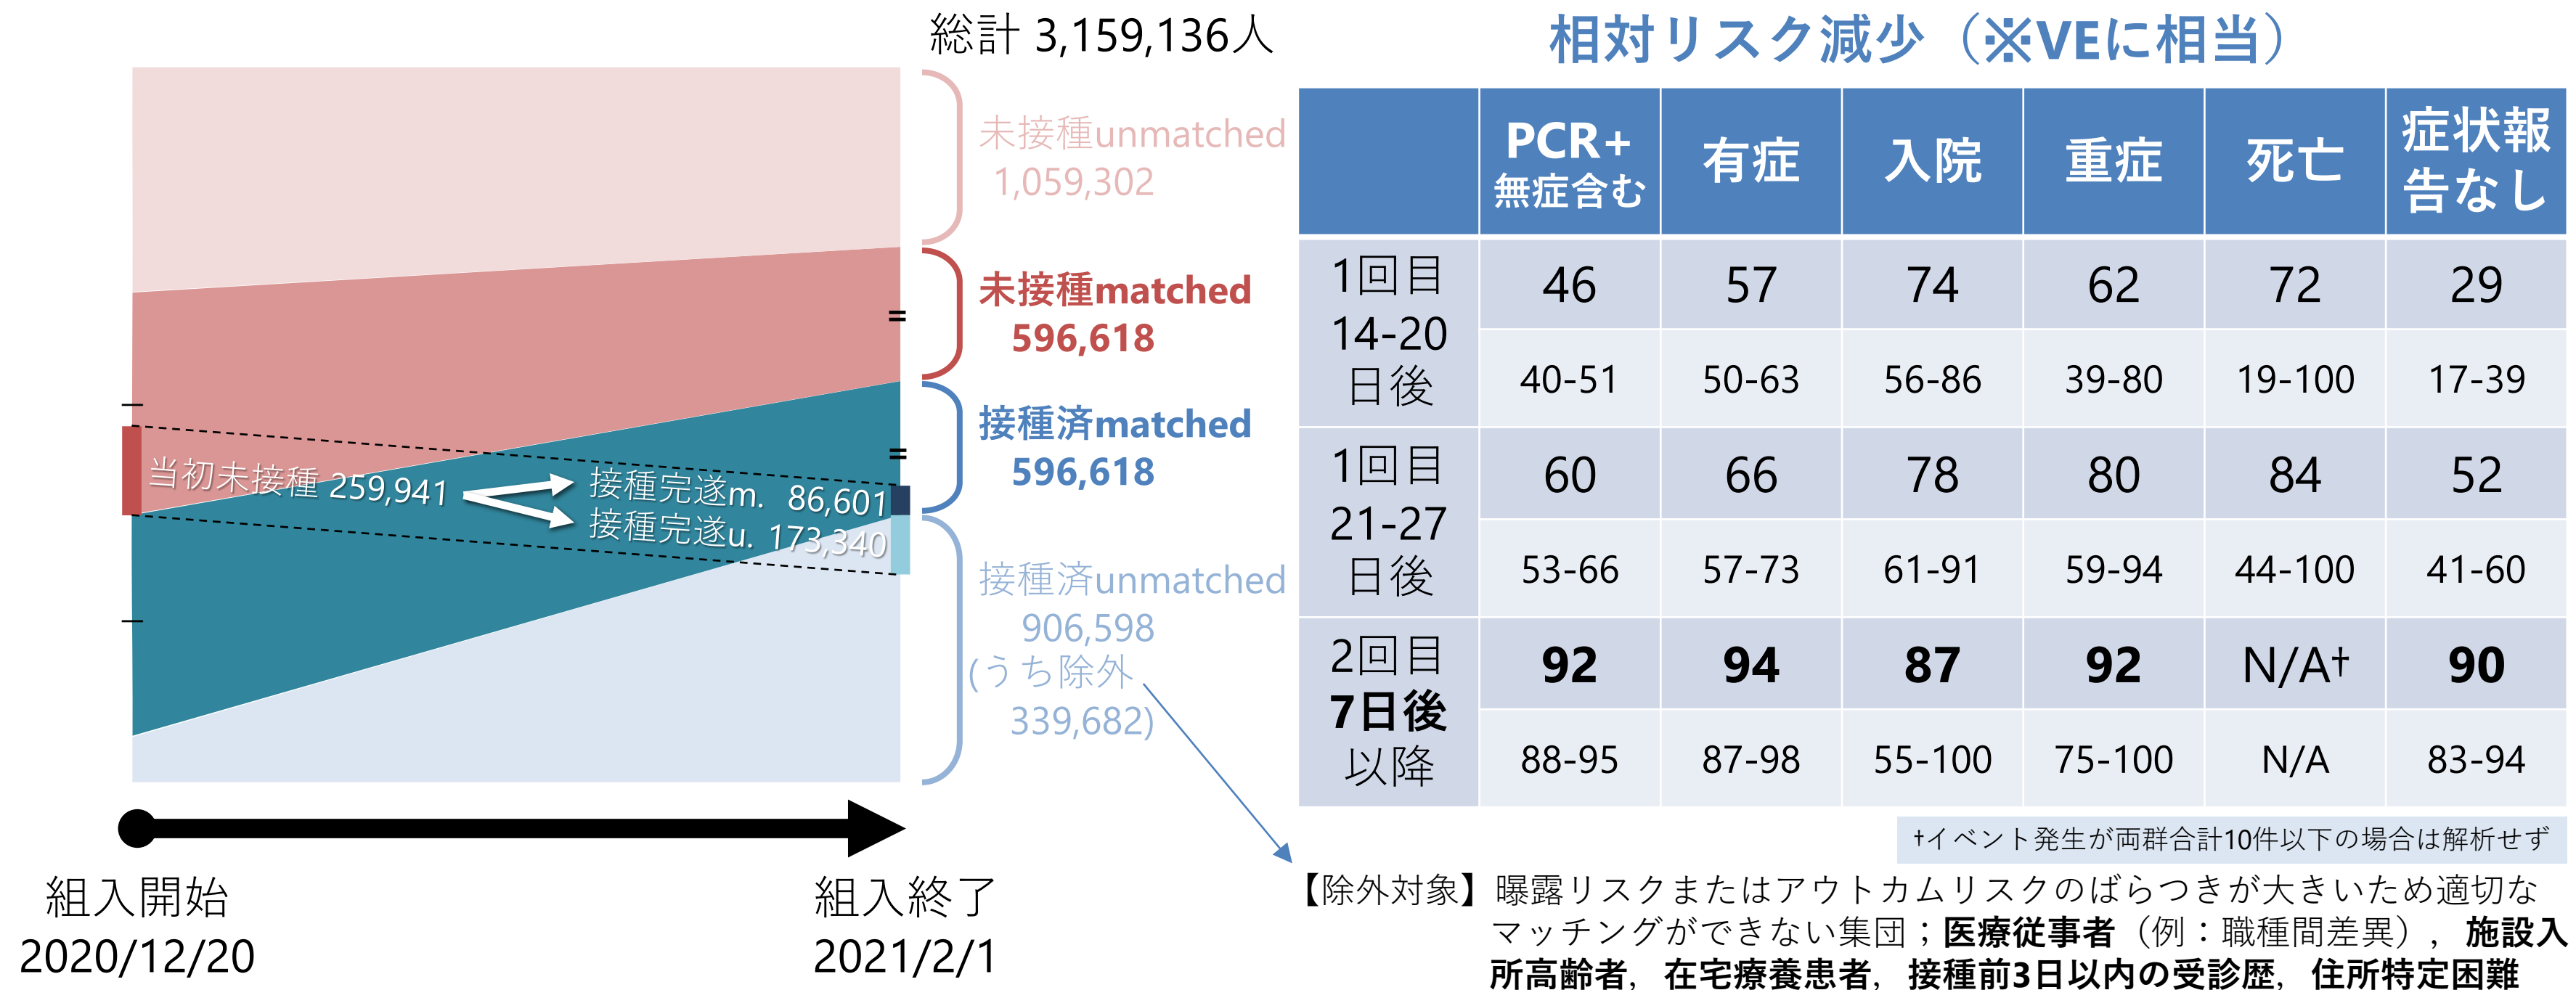 総計 3,159,136人
未接種unmatched
1,059,302
未接種matched
596,618
接種済matched
596,618
接種済unmatched
906,598
(うち除外
339,682)
=
=
当初未接種 259,941
接種完遂m. 86,601
接種完遂u. 173,340
組入開始
2020/12/20
組入終了
2021/2/1
相対リスク減少（※VEに相当）
PCR+
無症含む
有症
入院
重症
死亡
症状報
告なし
1回目
14-20
日後
46 57 74 62 72 29
40-51 50-63 56-86 39-80 19-100 17-39
1回目
21-27
日後
60 66 78 80 84 52
53-66 57-73 61-91 59-94 44-100 41-60
2回目
7日後
以降
92 94 87 92 N/A† 90
88-95 87-98 55-100 75-100 N/A 83-94
†イベント発生が両群合計10件以下の場合は解析せず
【除外対象】曝露リスクまたはアウトカムリスクのばらつきが大きいため適切な
マッチングができない集団；医療従事者（例：職種間差異），施設入
所高齢者，在宅療養患者，接種前3日以内の受診歴，住所特定困難